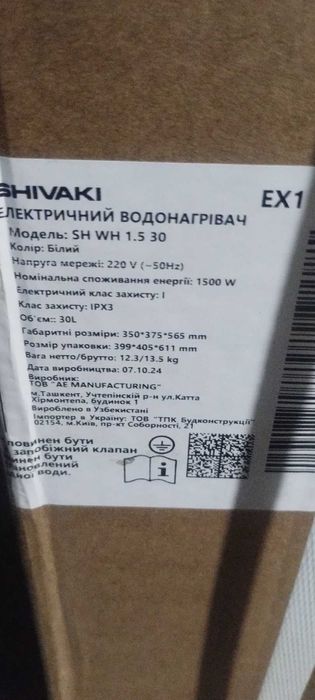 SHIVAKI
EX1
ЕЛЕКТРИЧНИЙ ВОДОНАГРІВАЧ
Модель: SH WH 1.5 30
Колір: Білий
Напруга мережі: 220 V (~50Hz)
Номінальна споживання енергії: 1500 W
Електричний клас захисту: I
Клас захисту: IPX3
Об'єм:: 30L
Габаритні розміри: 350*375*565 mm
Розмір упаковки: 399*405*611 mm
Вага нетто/брутто: 12.3/13.5 kg
Дата виробництва: 07.10.24
Виробник:
ТОВ "AE MANUFACTURING"
м.Ташкент, Учтепінский р-н ул.Катта
Хірмонтепа, будинок 1
Вироблено в Узбекистані
Імпортер в Україну: ТОВ "ТПК Будконструкції"
02154, м.Київ, пр-кт Соборності, 21
повинен бути
запобіжний клапан
бути
води.